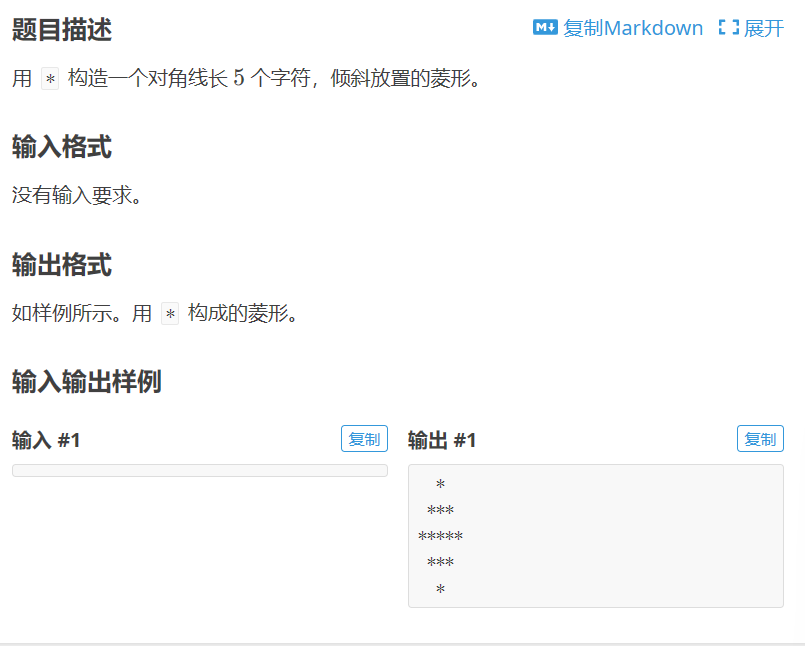 题目描述
复制Markdown 展开
用 * 构造一个对角线长 5 个字符，倾斜放置的菱形。
输入格式
没有输入要求。
输出格式
如样例所示。用 * 构成的菱形。
输入输出样例
输入 #1
复制
输出 #1
复制
  *
 ***
*****
 ***
  *